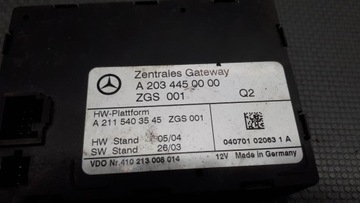 Zentrales Gateway
A 203 445 00 00
ZGS 001 Q2
HW-Plattform
A 211 540 35 45 ZGS 001
HW Stand 05/04
SW Stand 26/03
040701 02063 1 A
VDO Nr. 410 213 006 014 12V Made in Germany